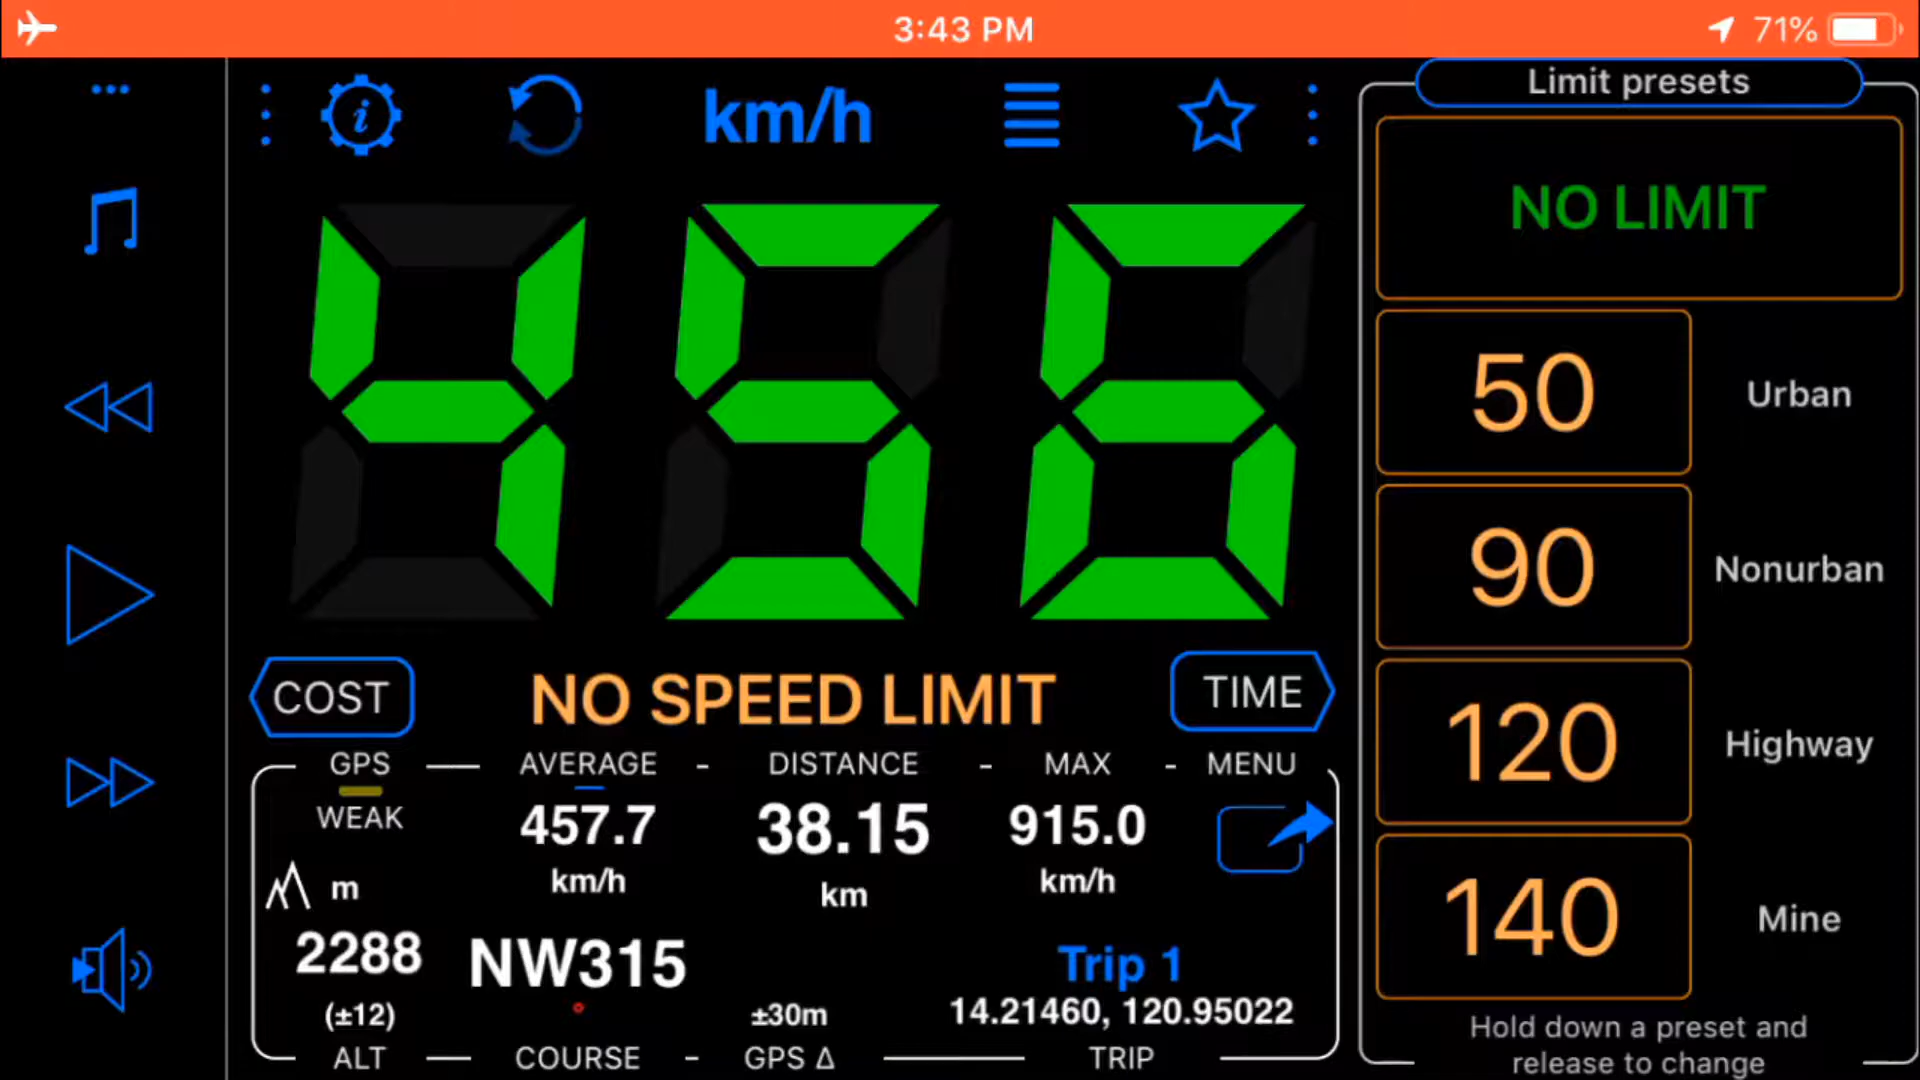 3:43 PM
71%
km/h
456
COST
NO SPEED LIMIT
TIME
GPS
AVERAGE
DISTANCE
MAX
MENU
WEAK
457.7
38.15
915.0
km/h
km
km/h
m
2288
NW315
Trip 1
(±12)
±30m
14.21460, 120.95022
ALT
COURSE
GPS Δ
TRIP
Limit presets
NO LIMIT
50
Urban
90
Nonurban
120
Highway
140
Mine
Hold down a preset and
release to change